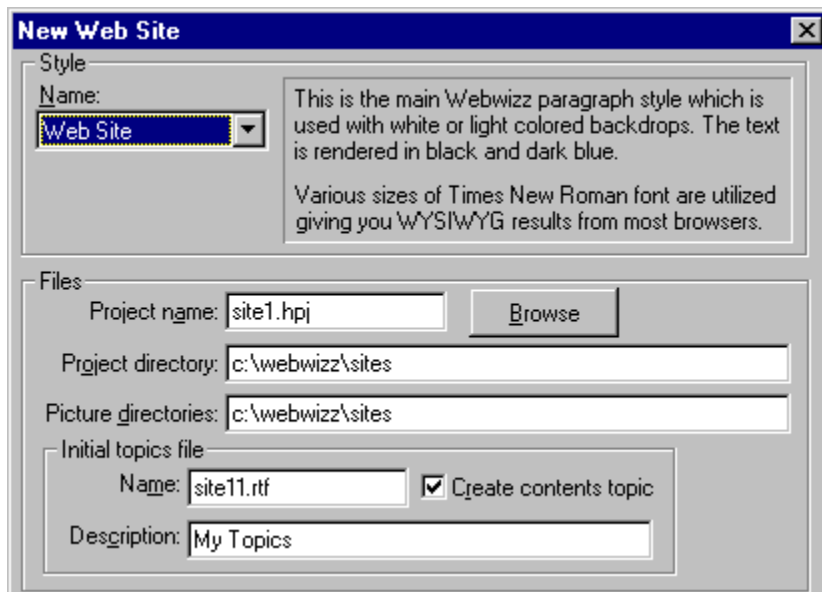 New Web Site
Style
Name:
Web Site
This is the main Webwizz paragraph style which is
used with white or light colored backdrops. The text
is rendered in black and dark blue.
Various sizes of Times New Roman font are utilized
giving you WYSIWYG results from most browsers.
Files
Project name: site1.hpj Browse
Project directory: c:\webwizz\sites
Picture directories: c:\webwizz\sites
Initial topics file
Name: site11.rtf Create contents topic
Description: My Topics